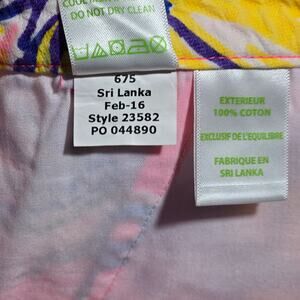 DO NOT DRY CLEAN
675
Sri Lanka
Feb-16
Style 23582
PO 044890
EXTERIEUR
100% COTON
EXCLUSIF DE L'EQUILIBRE
FABRIQUE EN
SRI LANKA